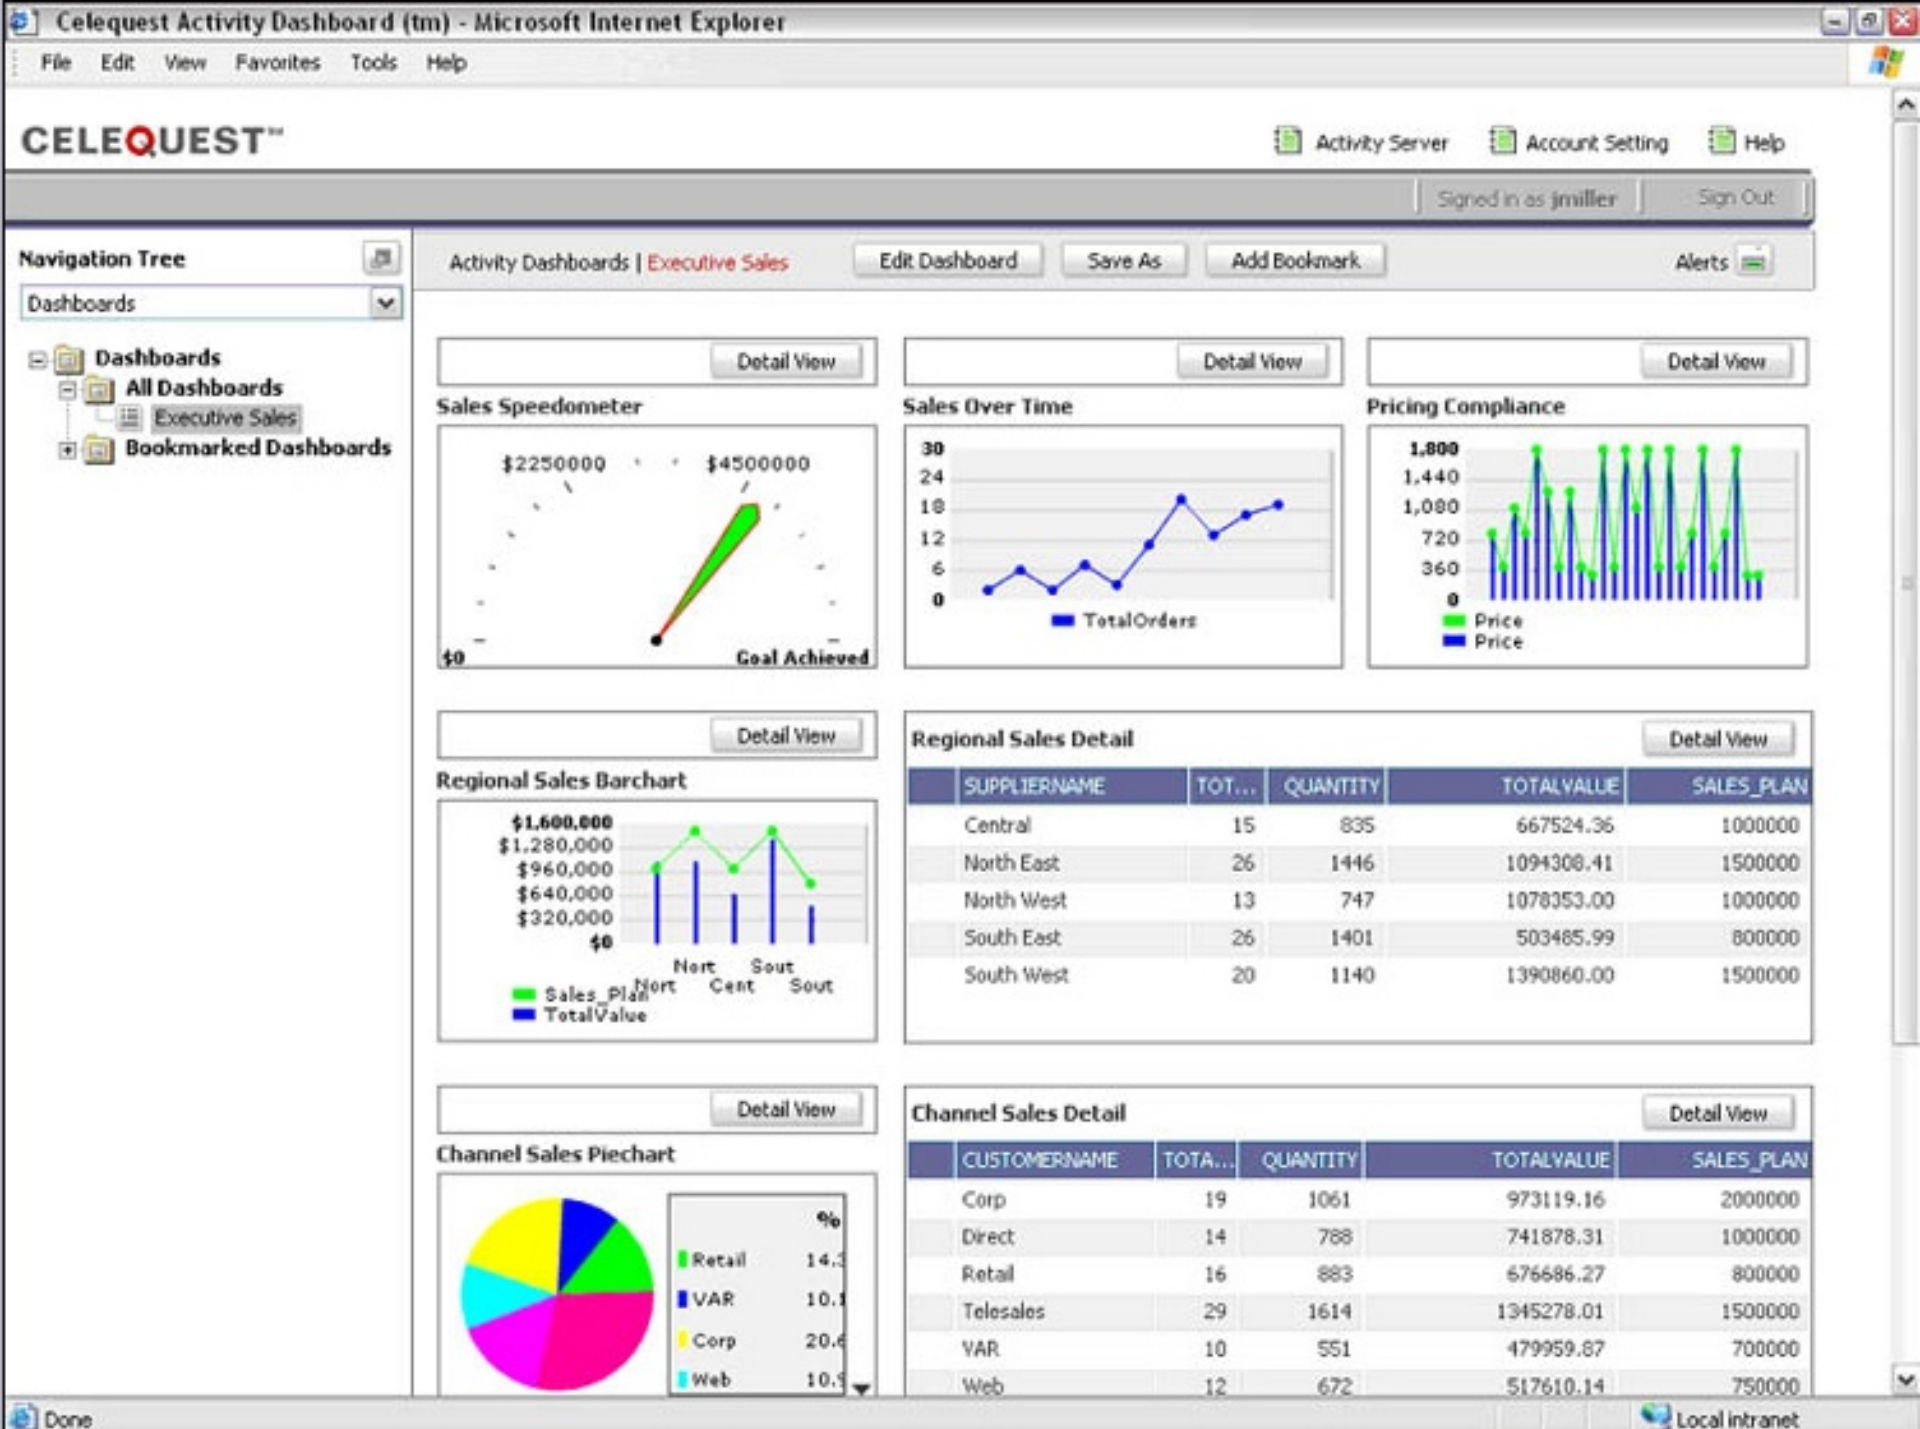 Celequest Activity Dashboard (tm) - Microsoft Internet Explorer
File Edit View Favorites Tools Help
CELEQUEST™
Activity Server Account Setting Help
Signed in as jmiller Sign Out
Navigation Tree
Dashboards
Dashboards
All Dashboards
Executive Sales
Bookmarked Dashboards
Activity Dashboards | Executive Sales Edit Dashboard Save As Add Bookmark Alerts
Detail View
Sales Speedometer
$2250000 $4500000
$0 Goal Achieved
Detail View
Sales Over Time
30
24
18
12
6
0
TotalOrders
Detail View
Pricing Compliance
1,800
1,440
1,080
720
360
0
Price
Price
Detail View
Regional Sales Barchart
$1,600,000
$1.280,000
$960,000
$640,000
$320,000
$0
Nort Sout
Nort Cent Sout
Sales_Plan
TotalValue
Regional Sales Detail Detail View
SUPPLIERNAME TOT... QUANTITY TOTALVALUE SALES_PLAN
Central 15 835 667524.36 1000000
North East 26 1446 1094308.41 1500000
North West 13 747 1078353.00 1000000
South East 26 1401 503485.99 800000
South West 20 1140 1390860.00 1500000
Detail View
Channel Sales Piechart
%
Retail 14.3
VAR 10.1
Corp 20.6
Web 10.9
Channel Sales Detail Detail View
CUSTOMERNAME TOTA... QUANTITY TOTALVALUE SALES_PLAN
Corp 19 1061 973119.16 2000000
Direct 14 788 741878.31 1000000
Retail 16 883 676686.27 800000
Telesales 29 1614 1345278.01 1500000
VAR 10 551 479959.87 700000
Web 12 672 517610.14 750000
Done Local intranet